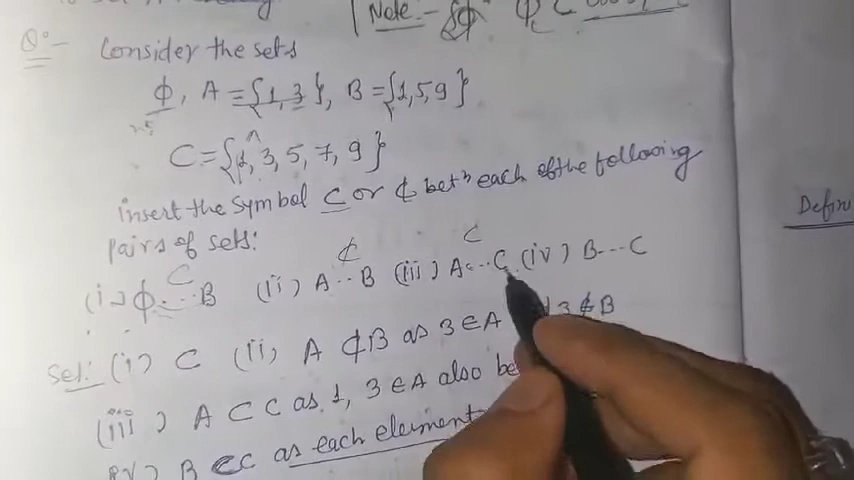 Note:-
Q:- Consider the sets
ϕ, A = {1, 3}, B = {1, 5, 9}
C = {1, 3, 5, 7, 9}
insert the symbol ⊂ or ⊄ betⁿ each of the following
pairs of sets:
⊂ ⊄ ⊂
(i) ϕ...B (ii) A...B (iii) A...C (iv) B...C
Sol: (i) ⊂ (ii) A ⊄ B as 3 ∈ A 3 ∉ B
(iii) A ⊂ C as 1, 3 ∈ A also
B ⊂ C as each element
Defini